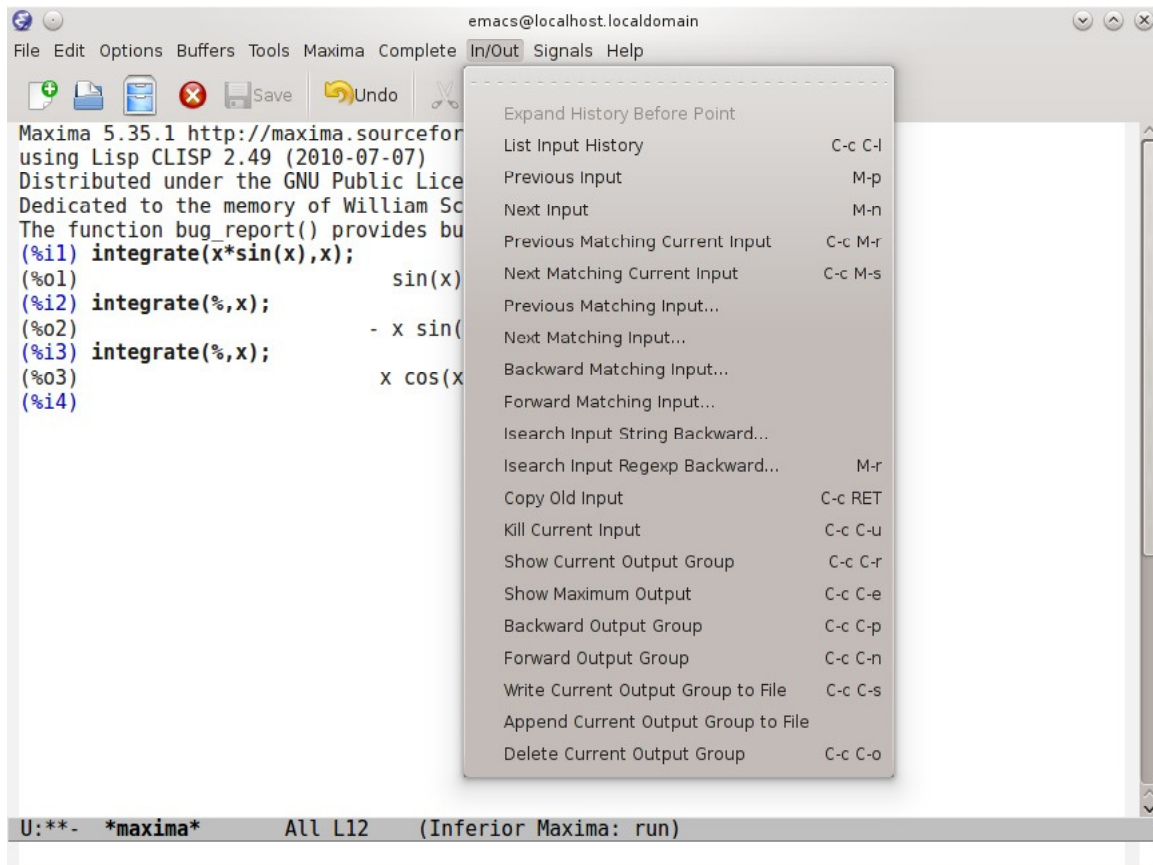 emacs@localhost.localdomain
File Edit Options Buffers Tools Maxima Complete In/Out Signals Help
Save Undo
Maxima 5.35.1 http://maxima.sourcefor
using Lisp CLISP 2.49 (2010-07-07)
Distributed under the GNU Public Lice
Dedicated to the memory of William Sc
The function bug_report() provides bu
(%i1) integrate(x*sin(x),x);
(%o1) sin(x)
(%i2) integrate(%,x);
(%o2) - x sin(
(%i3) integrate(%,x);
(%o3) x cos(x
(%i4)
Expand History Before Point
List Input History C-c C-l
Previous Input M-p
Next Input M-n
Previous Matching Current Input C-c M-r
Next Matching Current Input C-c M-s
Previous Matching Input...
Next Matching Input...
Backward Matching Input...
Forward Matching Input...
Isearch Input String Backward...
Isearch Input Regexp Backward... M-r
Copy Old Input C-c RET
Kill Current Input C-c C-u
Show Current Output Group C-c C-r
Show Maximum Output C-c C-e
Backward Output Group C-c C-p
Forward Output Group C-c C-n
Write Current Output Group to File C-c C-s
Append Current Output Group to File
Delete Current Output Group C-c C-o
U:**- *maxima* All L12 (Inferior Maxima: run)